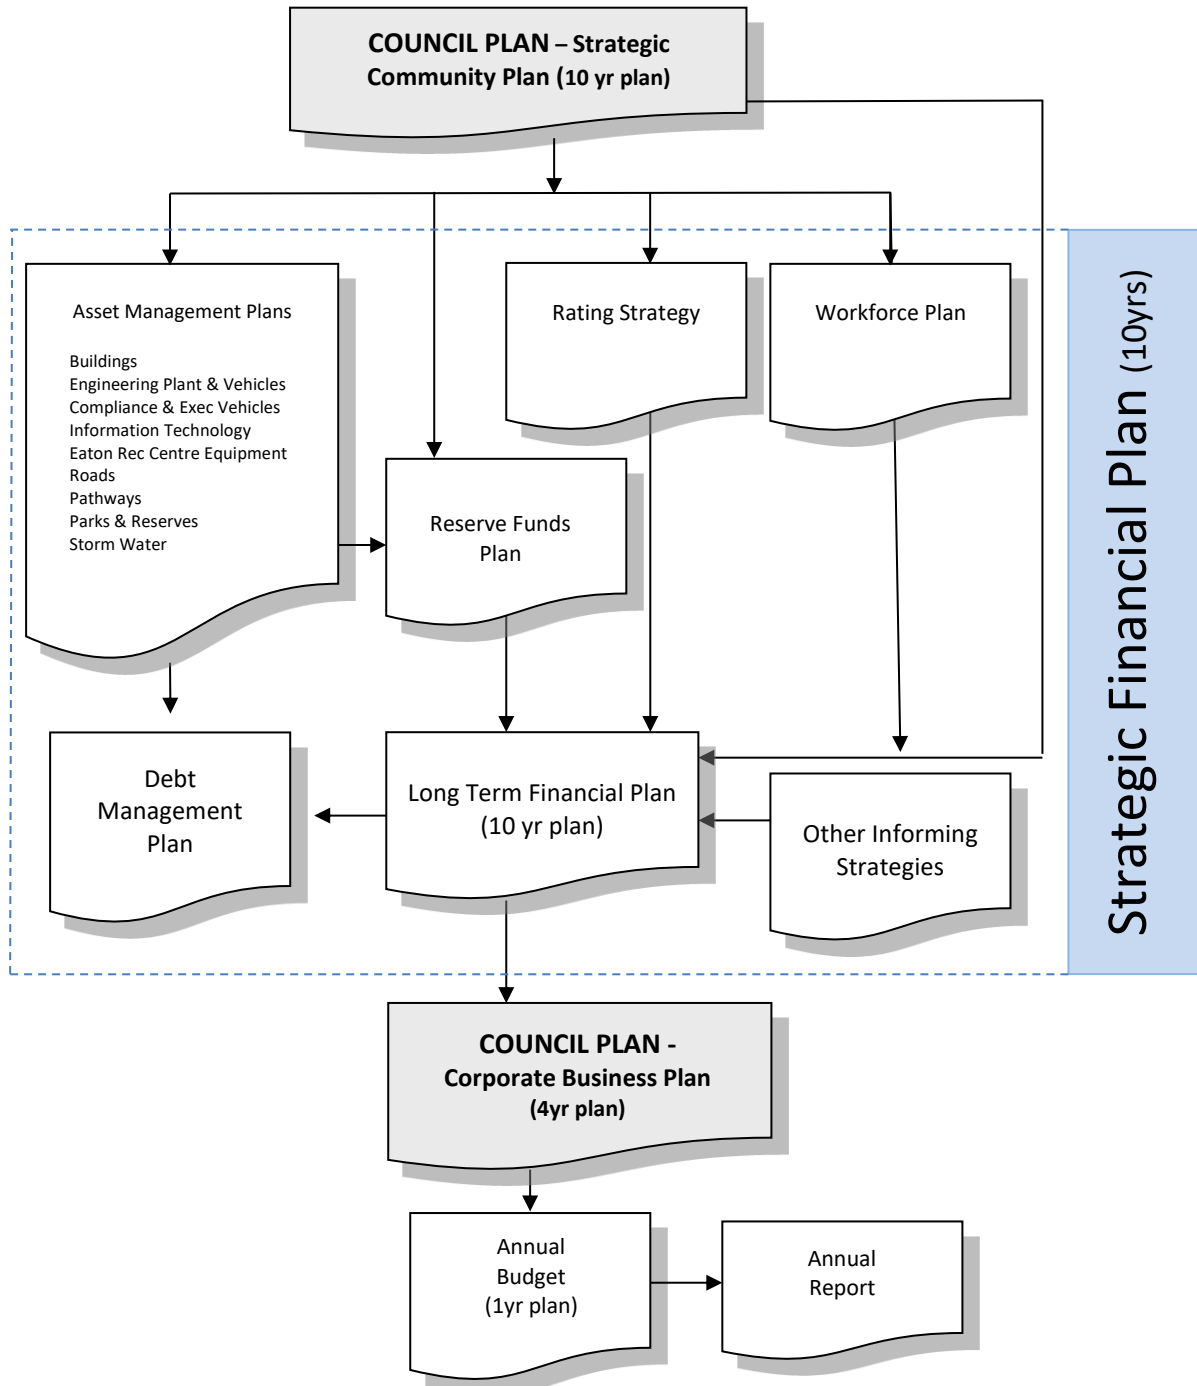 COUNCIL PLAN – Strategic
Community Plan (10 yr plan)
Asset Management Plans
Buildings
Engineering Plant & Vehicles
Compliance & Exec Vehicles
Information Technology
Eaton Rec Centre Equipment
Roads
Pathways
Parks & Reserves
Storm Water
Rating Strategy
Workforce Plan
Reserve Funds
Plan
Strategic Financial Plan (10yrs)
Debt
Management
Plan
Long Term Financial Plan
(10 yr plan)
Other Informing
Strategies
COUNCIL PLAN -
Corporate Business Plan
(4yr plan)
Annual
Budget
(1yr plan)
Annual
Report